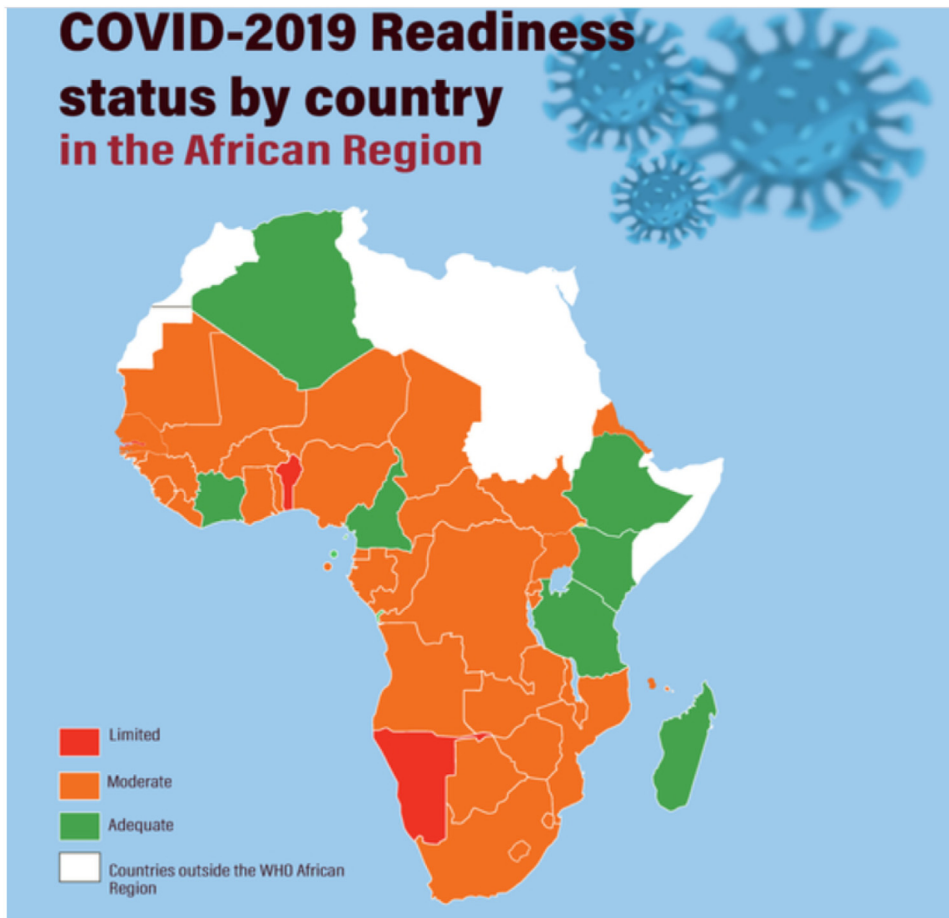 COVID-2019 Readiness
status by country
in the African Region
Limited
Moderate
Adequate
Countries outside the WHO African
Region